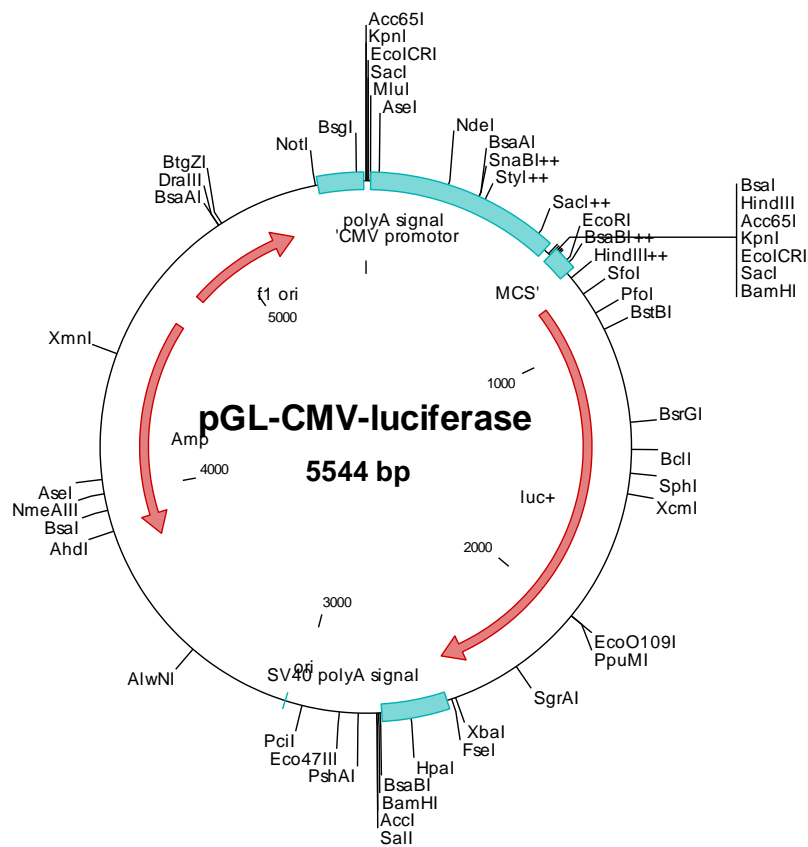 Acc65I
KpnI
EcoICRI
SacI
MluI
AseI
BsgI
NotI
NdeI
BsaAI
SnaBI++
StyI++
SacI++
EcoRI
BsaBI++
HindIII++
SfoI
PfoI
BstBI
BsaI
HindIII
Acc65I
KpnI
EcoICRI
SacI
BamHI
BtgZI
DraIII
BsaAI
polyA signal
'CMV promotor
I
MCS'
f1 ori
5000
XmnI
1000
pGL-CMV-luciferase
5544 bp
Amp
4000
BsrGI
BclI
SphI
XcmI
luc+
AseI
NmeAIII
BsaI
AhdI
2000
3000
EcoO109I
PpuMI
ori
SV40 polyA signal
AlwNI
SgrAI
XbaI
FseI
PciI
Eco47III
PshAI
HpaI
BsaBI
BamHI
AccI
SalI